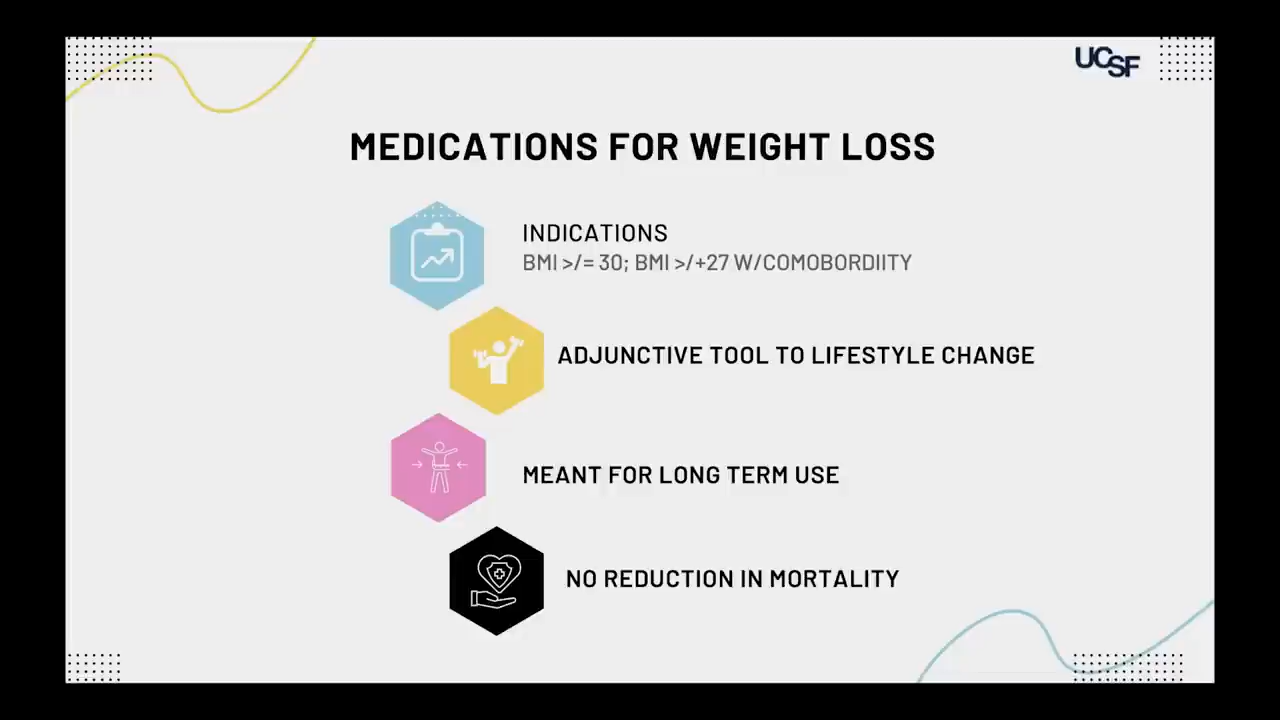 UCSF
MEDICATIONS FOR WEIGHT LOSS
INDICATIONS
BMI >/= 30; BMI >/+27 W/COMOBORDIITY
ADJUNCTIVE TOOL TO LIFESTYLE CHANGE
MEANT FOR LONG TERM USE
NO REDUCTION IN MORTALITY